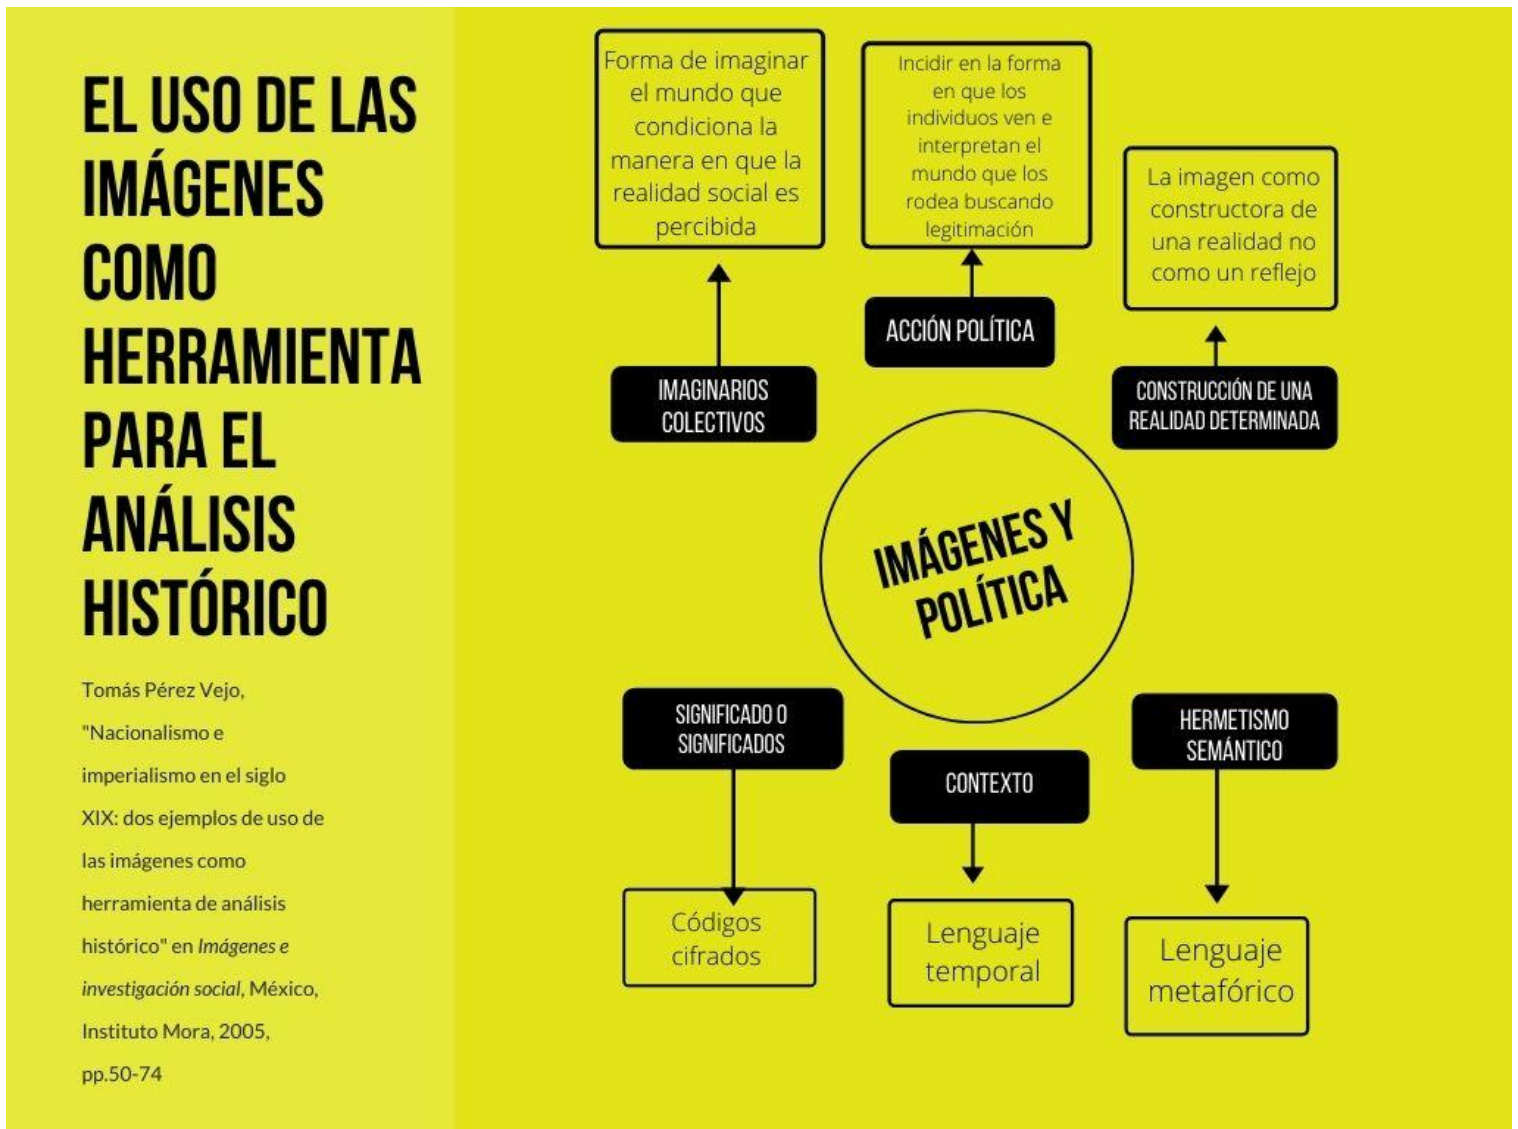 EL USO DE LAS
IMÁGENES
COMO
HERRAMIENTA
PARA EL
ANÁLISIS
HISTÓRICO
Tomás Pérez Vejo,
"Nacionalismo e
imperialismo en el siglo
XIX: dos ejemplos de uso de
las imágenes como
herramienta de análisis
histórico" en Imágenes e
investigación social, México,
Instituto Mora, 2005,
pp.50-74
Forma de imaginar
el mundo que
condiciona la
manera en que la
realidad social es
percibida
IMAGINARIOS
COLECTIVOS
Incidir en la forma
en que los
individuos ven e
interpretan el
mundo que los
rodea buscando
legitimación
ACCIÓN POLÍTICA
La imagen como
constructora de
una realidad no
como un reflejo
CONSTRUCCIÓN DE UNA
REALIDAD DETERMINADA
IMÁGENES Y
POLÍTICA
SIGNIFICADO O
SIGNIFICADOS
Códigos
cifrados
CONTEXTO
Lenguaje
temporal
HERMETISMO
SEMÁNTICO
Lenguaje
metafórico